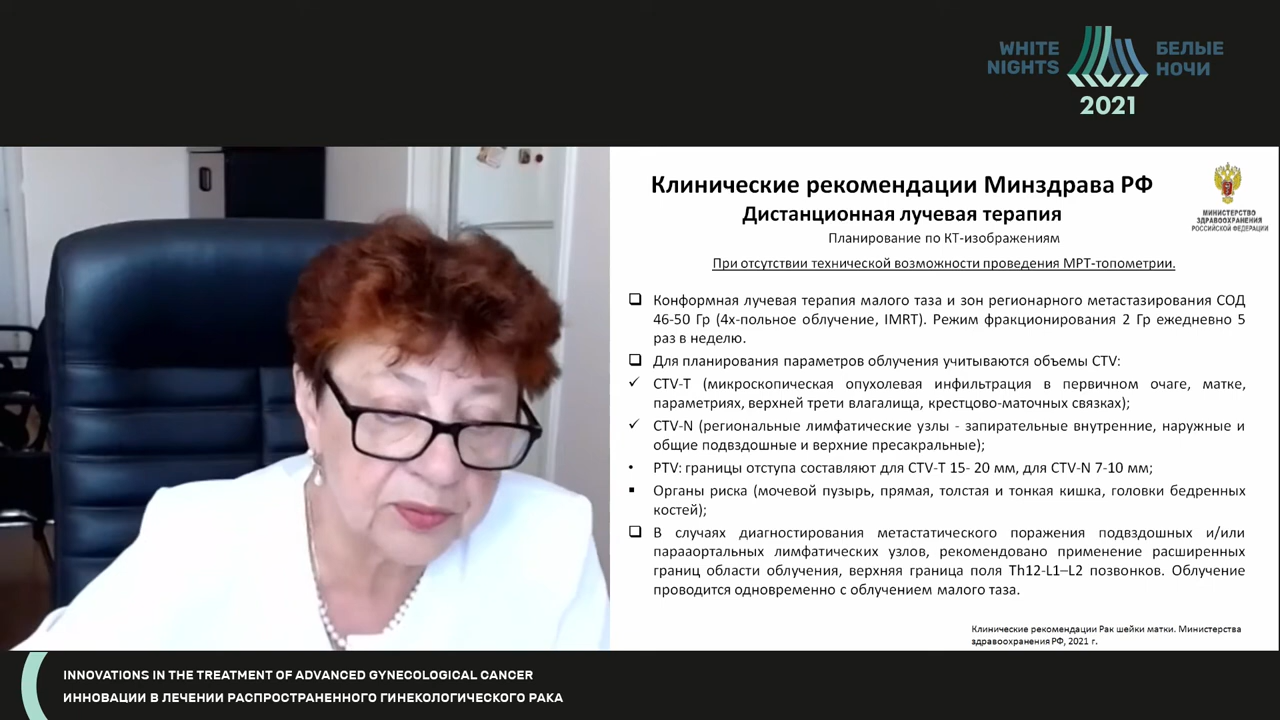 WHITE
NIGHTS
БЕЛЫЕ
НОЧИ
2021
Клинические рекомендации Минздрава РФ
Дистанционная лучевая терапия
Планирование по КТ-изображениям
При отсутствии технической возможности проведения МРТ-топометрии.
МИНИСТЕРСТВО
ЗДРАВООХРАНЕНИЯ
РОССИЙСКОЙ ФЕДЕРАЦИИ
Конформная лучевая терапия малого таза и зон регионарного метастазирования СОД
46-50 Гр (4х-польное облучение, IMRT). Режим фракционирования 2 Гр ежедневно 5
раз в неделю.
Для планирования параметров облучения учитываются объемы CTV:
CTV-T (микроскопическая опухолевая инфильтрация в первичном очаге, матке,
параметриях, верхней трети влагалища, крестцово-маточных связках);
CTV-N (региональные лимфатические узлы - запирательные внутренние, наружные и
общие подвздошные и верхние пресакральные);
PTV: границы отступа составляют для CTV-T 15- 20 мм, для CTV-N 7-10 мм;
Органы риска (мочевой пузырь, прямая, толстая и тонкая кишка, головки бедренных
костей);
В случаях диагностирования метастатического поражения подвздошных и/или
парааортальных лимфатических узлов, рекомендовано применение расширенных
границ области облучения, верхняя граница поля Th12-L1–L2 позвонков. Облучение
проводится одновременно с облучением малого таза.
Клинические рекомендации Рак шейки матки. Министерства
здравоохранения РФ, 2021 г.
INNOVATIONS IN THE TREATMENT OF ADVANCED GYNECOLOGICAL CANCER
ИННОВАЦИИ В ЛЕЧЕНИИ РАСПРОСТРАНЕННОГО ГИНЕКОЛОГИЧЕСКОГО РАКА